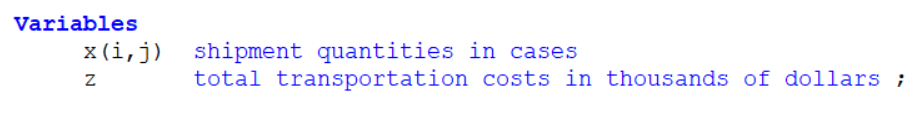 Variables
x(i,j) shipment quantities in cases
z total transportation costs in thousands of dollars ;